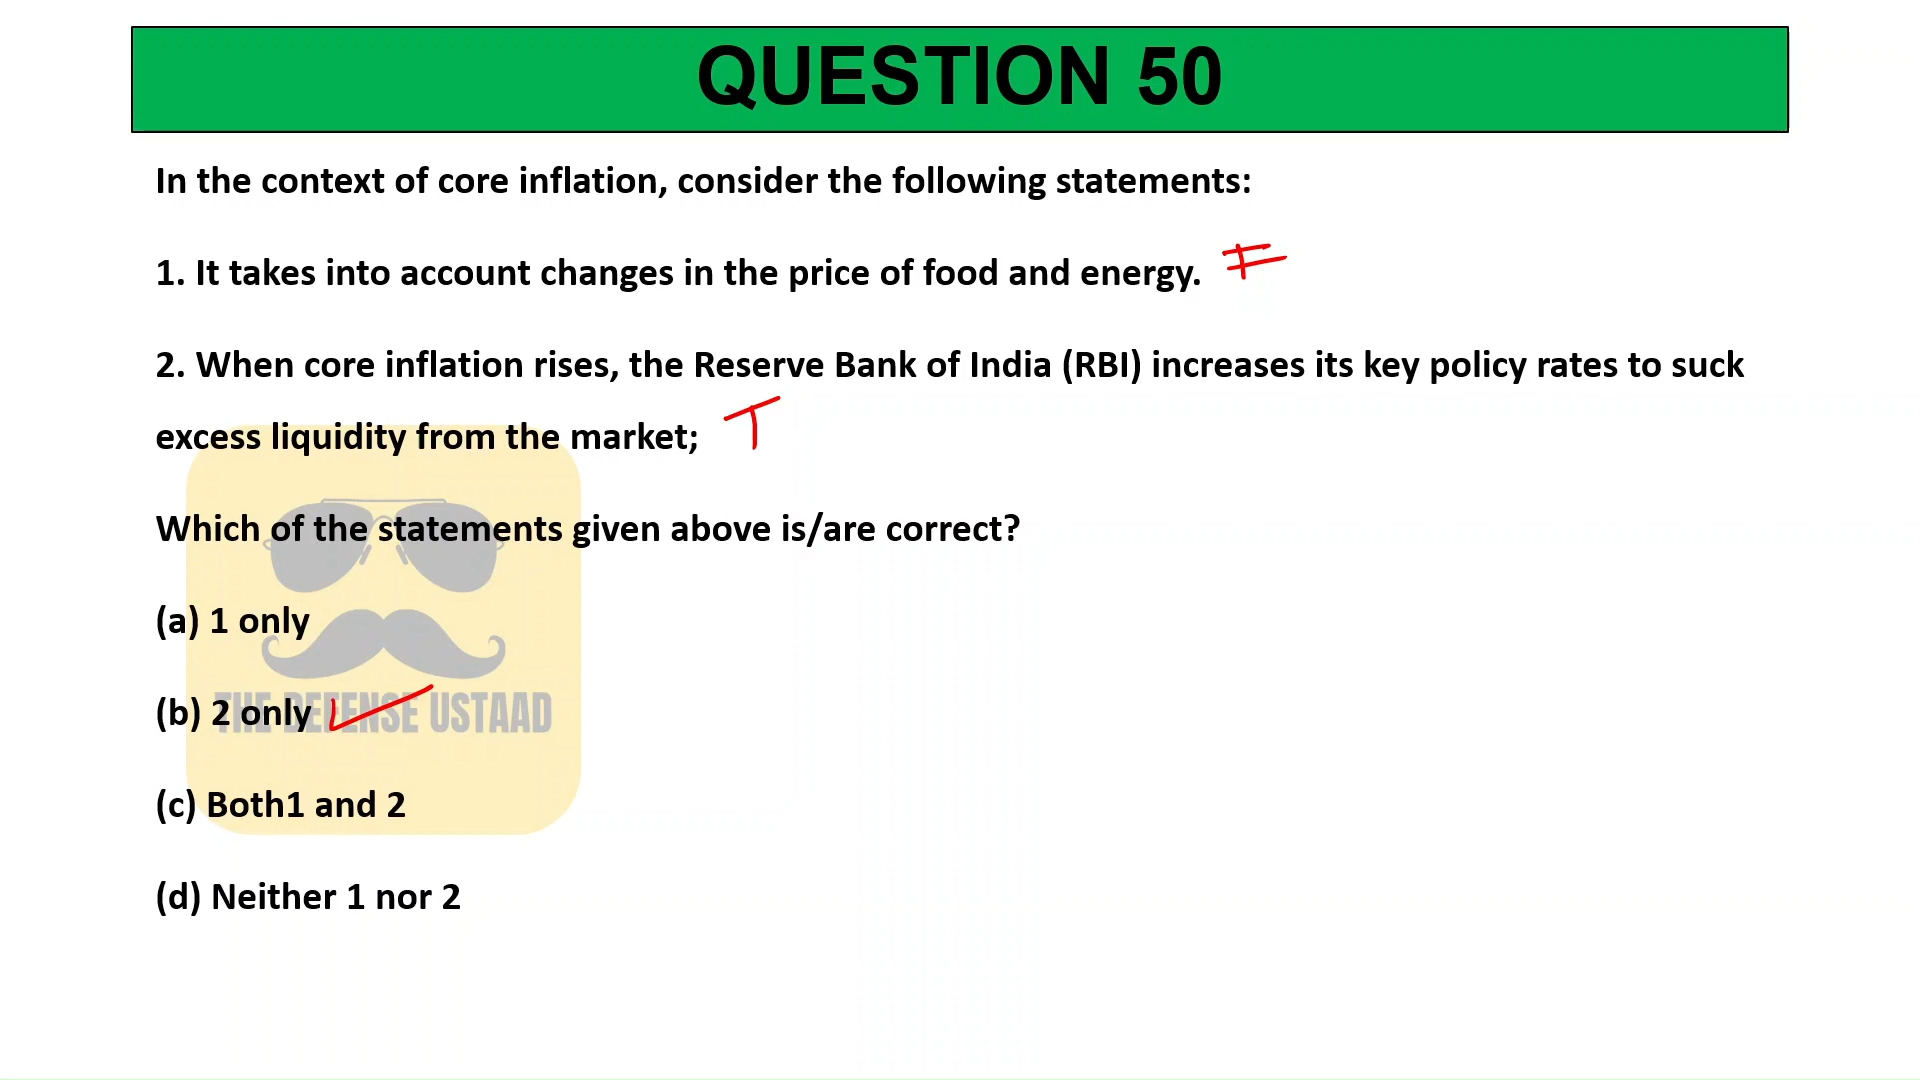 QUESTION 50
In the context of core inflation, consider the following statements:
1. It takes into account changes in the price of food and energy. F
2. When core inflation rises, the Reserve Bank of India (RBI) increases its key policy rates to suck
excess liquidity from the market; T
Which of the statements given above is/are correct?
(a) 1 only
(b) 2 only
THE DEFENSE USTAAD
(c) Both1 and 2
(d) Neither 1 nor 2